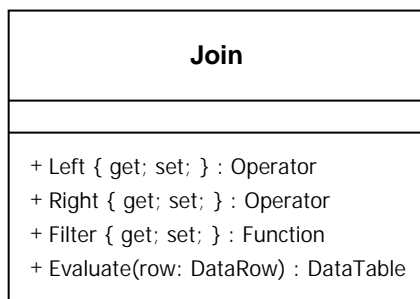 Join
+ Left { get; set; } : Operator
+ Right { get; set; } : Operator
+ Filter { get; set; } : Function
+ Evaluate(row: DataRow) : DataTable